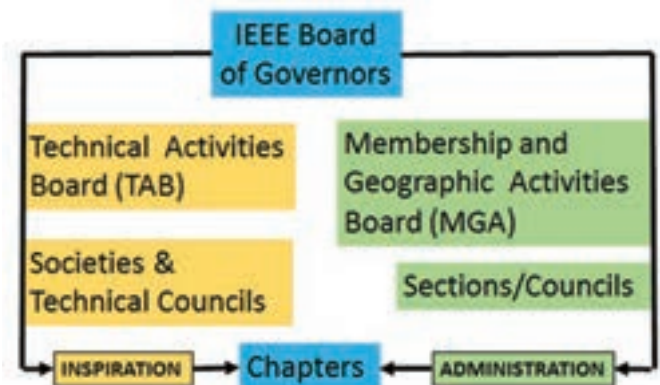 IEEE Board
of Governors
Technical Activities
Board (TAB)
Membership and
Geographic Activities
Board (MGA)
Societies &
Technical Councils
Sections/Councils
INSPIRATION
Chapters
ADMINISTRATION